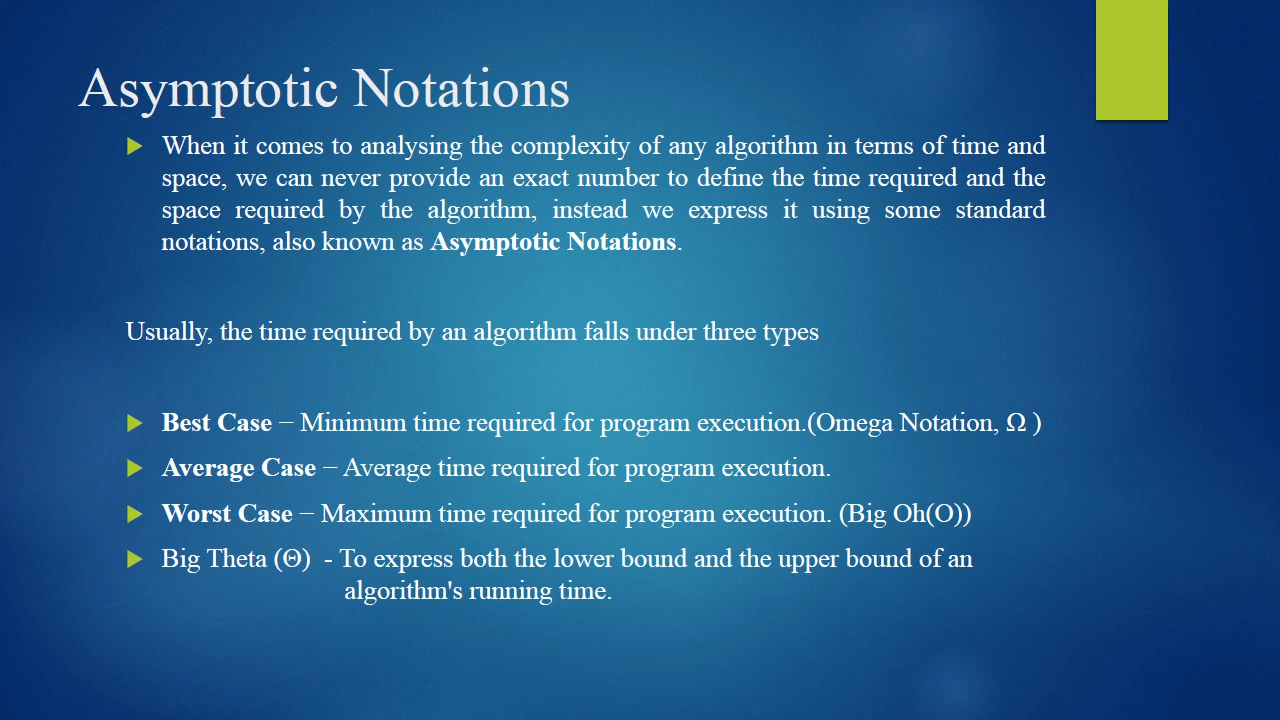 Asymptotic Notations
When it comes to analysing the complexity of any algorithm in terms of time and
space, we can never provide an exact number to define the time required and the
space required by the algorithm, instead we express it using some standard
notations, also known as Asymptotic Notations.
Usually, the time required by an algorithm falls under three types
Best Case − Minimum time required for program execution.(Omega Notation, Ω )
Average Case − Average time required for program execution.
Worst Case − Maximum time required for program execution. (Big Oh(O))
Big Theta (Θ) - To express both the lower bound and the upper bound of an
algorithm's running time.